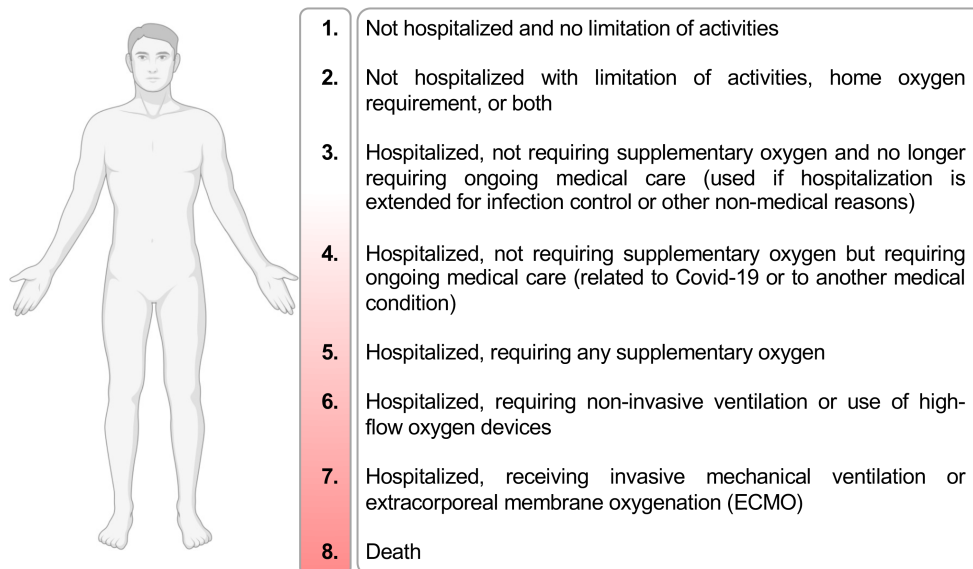 1. Not hospitalized and no limitation of activities
2. Not hospitalized with limitation of activities, home oxygen
requirement, or both
3. Hospitalized, not requiring supplementary oxygen and no longer
requiring ongoing medical care (used if hospitalization is
extended for infection control or other non-medical reasons)
4. Hospitalized, not requiring supplementary oxygen but requiring
ongoing medical care (related to Covid-19 or to another medical
condition)
5. Hospitalized, requiring any supplementary oxygen
6. Hospitalized, requiring non-invasive ventilation or use of high-
flow oxygen devices
7. Hospitalized, receiving invasive mechanical ventilation or
extracorporeal membrane oxygenation (ECMO)
8. Death